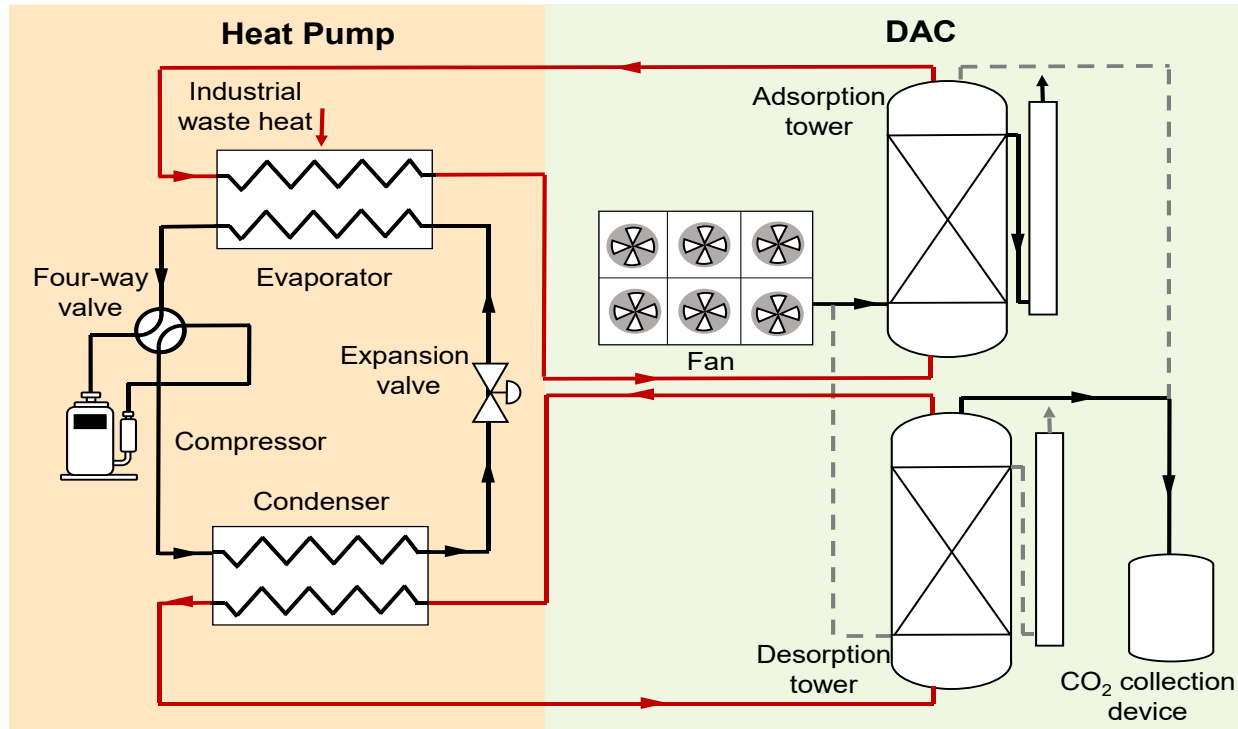 Heat Pump
DAC
Industrial
waste heat
Adsorption
tower
Evaporator
Four-way
valve
Expansion
valve
Fan
Compressor
Condenser
Desorption
tower
CO₂ collection
device